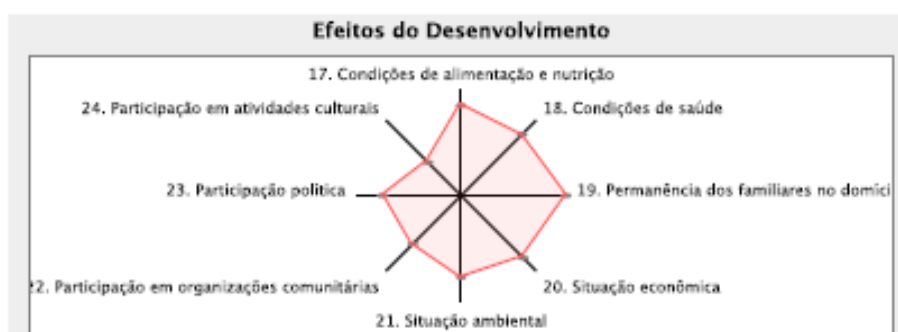 Efeitos do Desenvolvimento
17. Condições de alimentação e nutrição
24. Participação em atividades culturais
18. Condições de saúde
23. Participação política
19. Permanência dos familiares no domíci
22. Participação em organizações comunitárias
20. Situação econômica
21. Situação ambiental